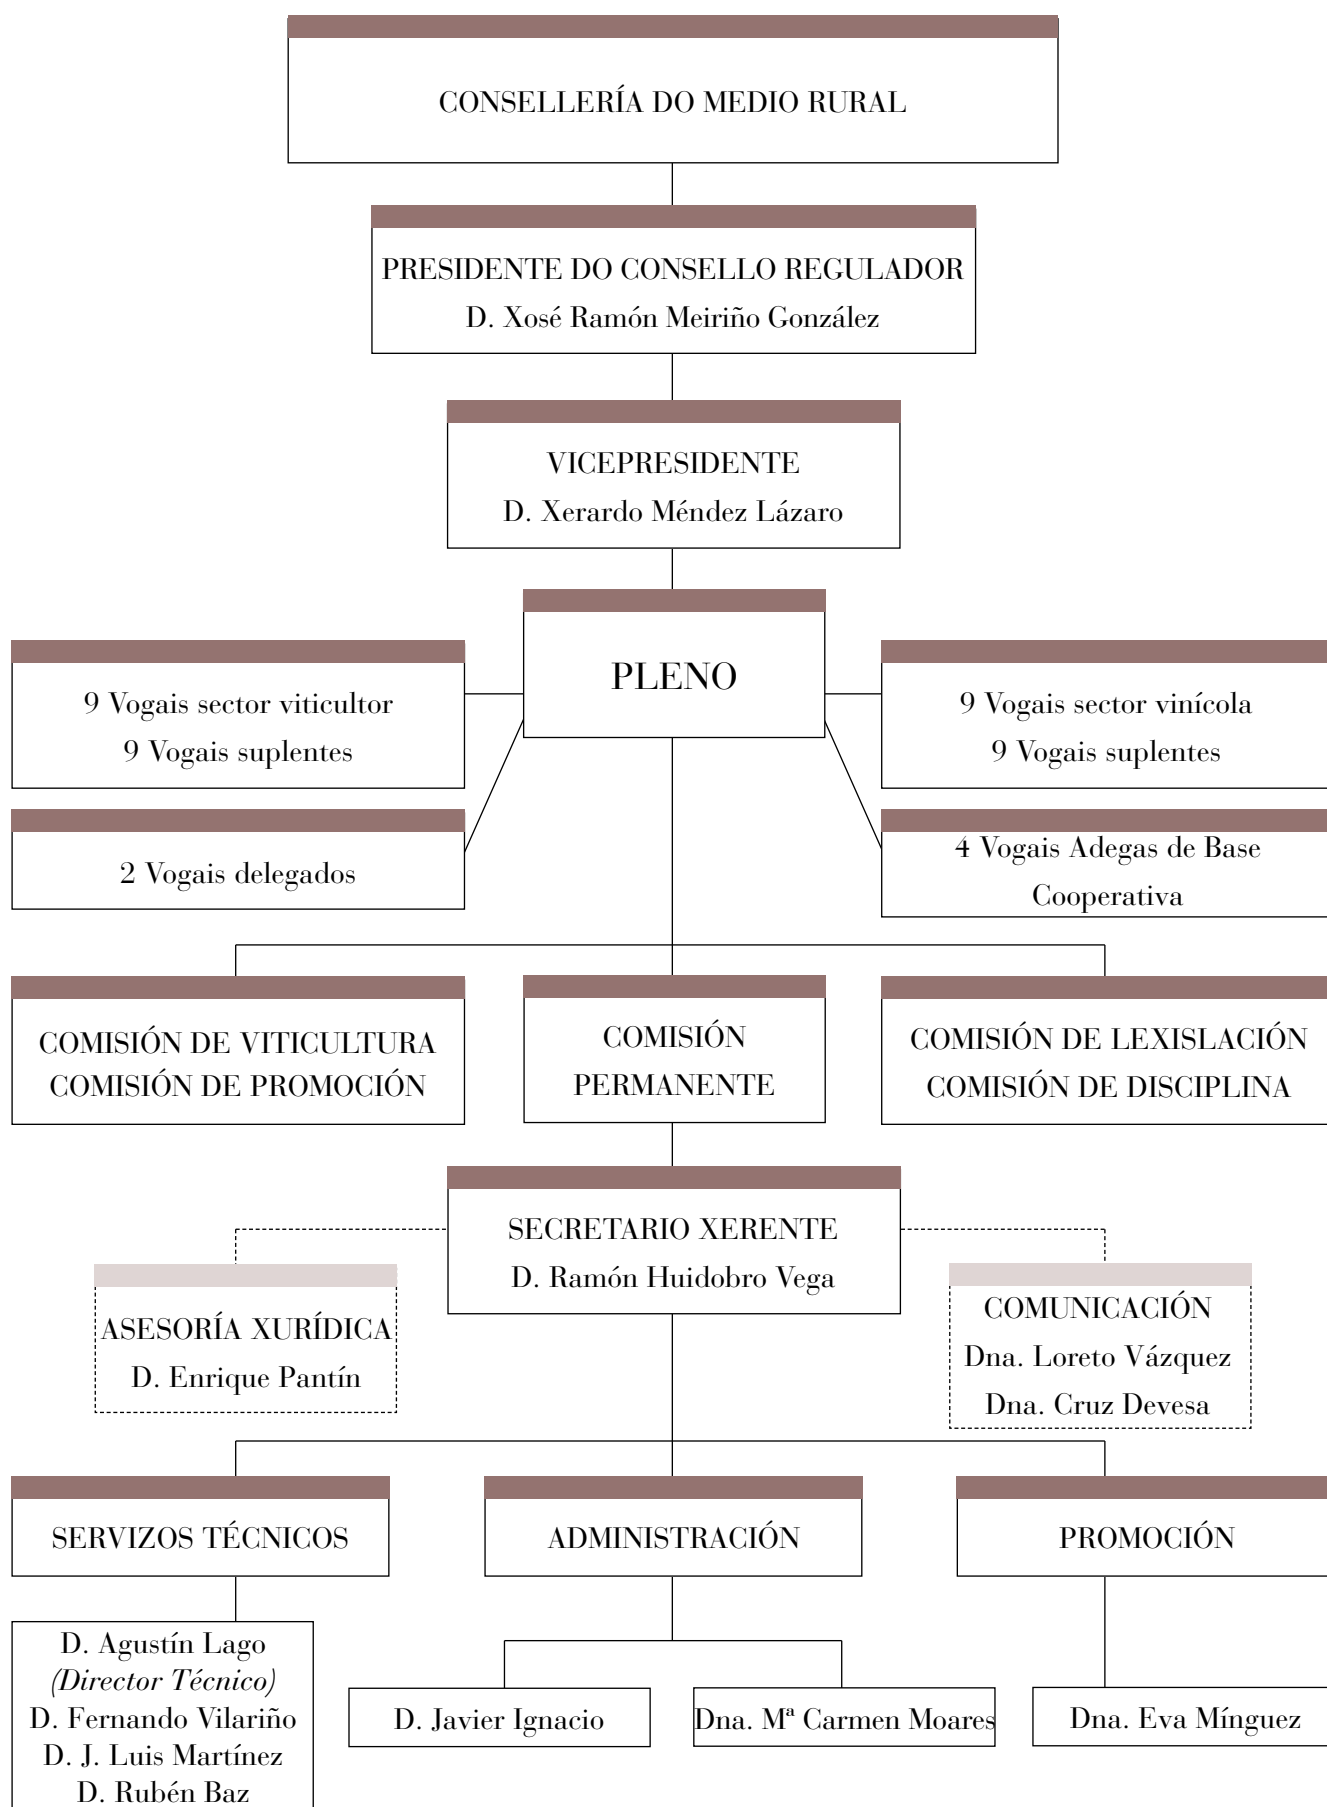 CONSELLERÍA DO MEDIO RURAL
PRESIDENTE DO CONSELLO REGULADOR
D. Xosé Ramón Meiriño González
VICEPRESIDENTE
D. Xerardo Méndez Lázaro
PLENO
9 Vogais sector viticultor
9 Vogais suplentes
9 Vogais sector vinícola
9 Vogais suplentes
2 Vogais delegados
4 Vogais Adegas de Base
Cooperativa
COMISIÓN DE VITICULTURA
COMISIÓN DE PROMOCIÓN
COMISIÓN
PERMANENTE
COMISIÓN DE LEXISLACIÓN
COMISIÓN DE DISCIPLINA
SECRETARIO XERENTE
D. Ramón Huidobro Vega
ASESORÍA XURÍDICA
D. Enrique Pantín
COMUNICACIÓN
Dna. Loreto Vázquez
Dna. Cruz Devesa
SERVIZOS TÉCNICOS
ADMINISTRACIÓN
PROMOCIÓN
D. Agustín Lago
(Director Técnico)
D. Fernando Vilariño
D. J. Luis Martínez
D. Rubén Baz
D. Javier Ignacio
Dna. Mª Carmen Moares
Dna. Eva Mínguez